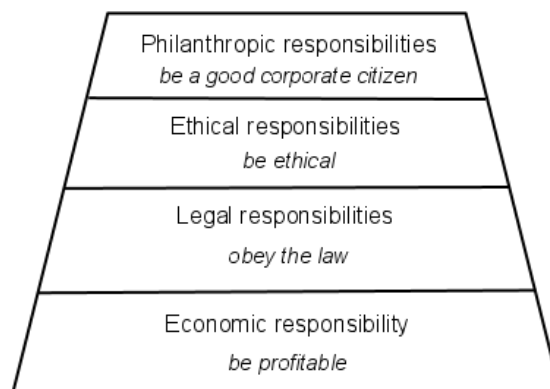 Philanthropic responsibilities
be a good corporate citizen
Ethical responsibilities
be ethical
Legal responsibilities
obey the law
Economic responsibility
be profitable